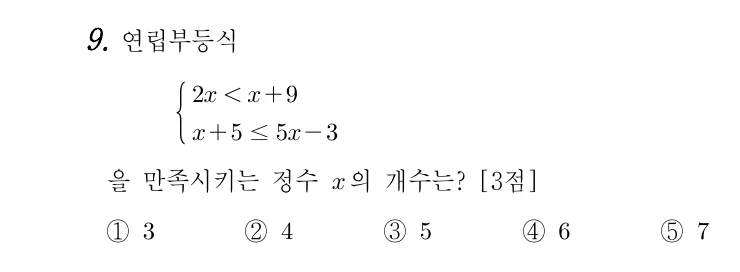 9. 연립부등식
2x < x+9
x+5 ≤ 5x-3
을 만족시키는 정수 x의 개수는? [3점]
① 3 ② 4 ③ 5 ④ 6 ⑤ 7